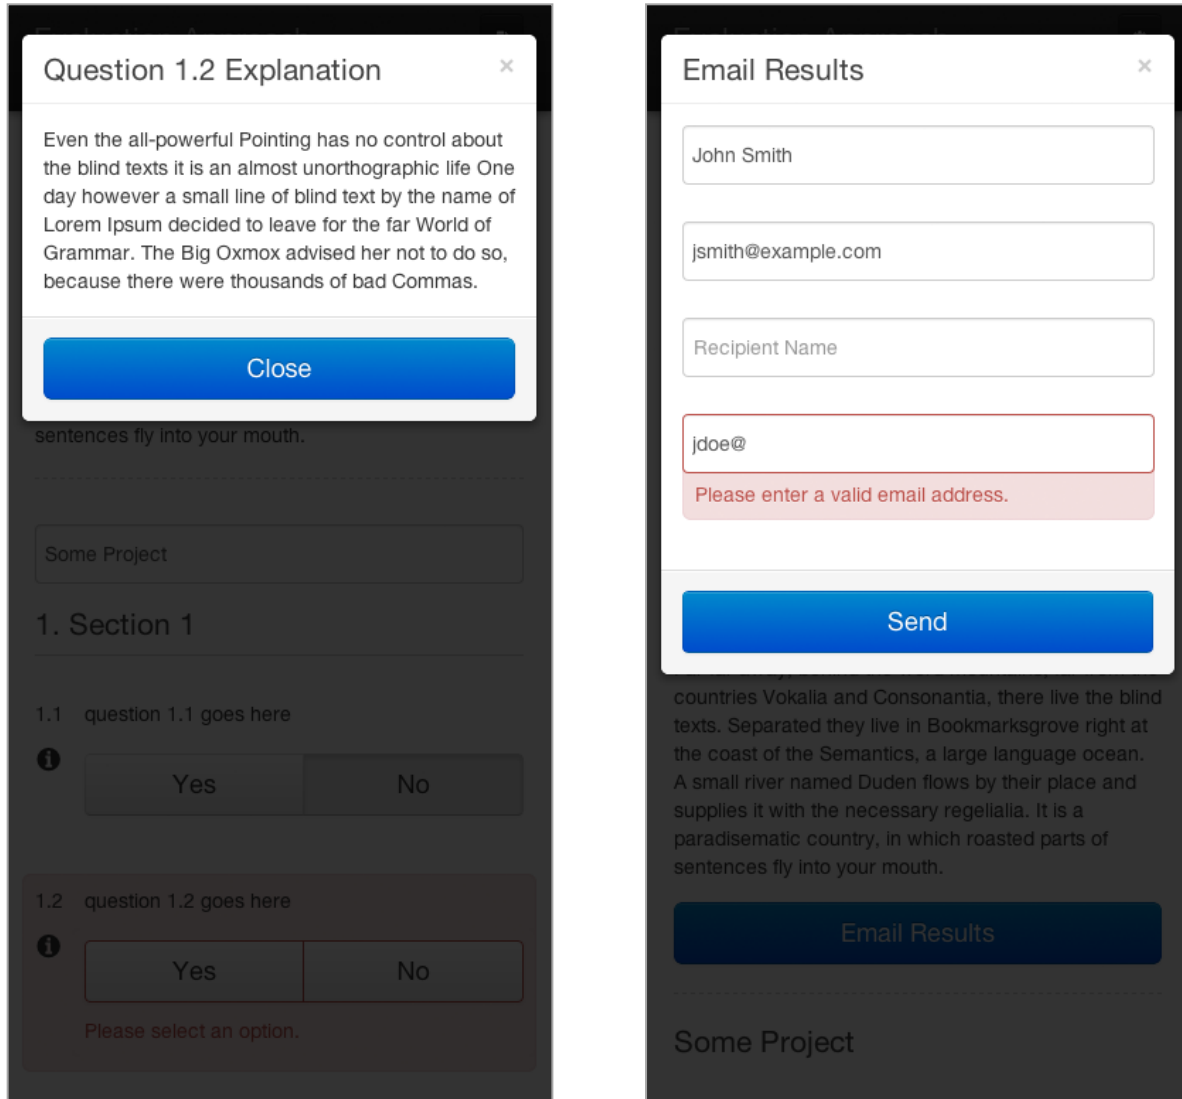 Question 1.2 Explanation
×
Even the all-powerful Pointing has no control about
the blind texts it is an almost unorthographic life One
day however a small line of blind text by the name of
Lorem Ipsum decided to leave for the far World of
Grammar. The Big Oxmox advised her not to do so,
because there were thousands of bad Commas.
Close
sentences fly into your mouth.
Some Project
1. Section 1
1.1 question 1.1 goes here
Yes No
1.2 question 1.2 goes here
Yes No
Please select an option.
Email Results
×
John Smith
jsmith@example.com
Recipient Name
jdoe@
Please enter a valid email address.
Send
countries Vokalia and Consonantia, there live the blind
texts. Separated they live in Bookmarksgrove right at
the coast of the Semantics, a large language ocean.
A small river named Duden flows by their place and
supplies it with the necessary regelialia. It is a
paradisematic country, in which roasted parts of
sentences fly into your mouth.
Email Results
Some Project